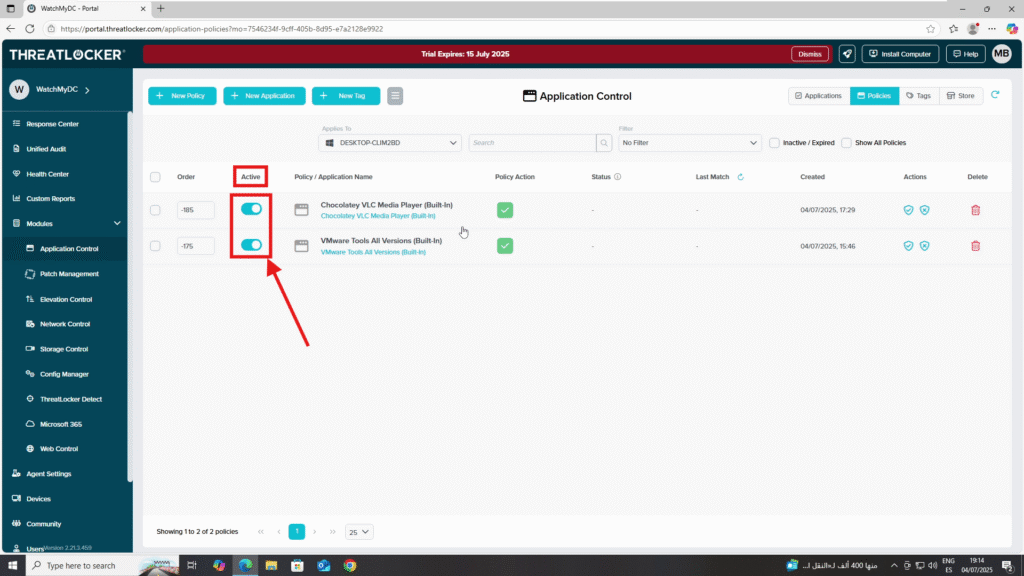 WatchMyDC - Portal
https://portal.threatlocker.com/application-policies?mo=7546234f-9cff-405b-8d95-e7a2128e9922
THREATLOCKER
Trial Expires: 15 July 2025
Dismiss
Install Computer
Help
MB
W
WatchMyDC
New Policy
New Application
New Tag
Application Control
Applications
Policies
Tags
Store
Response Center
Unified Audit
Health Center
Custom Reports
Modules
Application Control
Patch Management
Elevation Control
Network Control
Storage Control
Config Manager
ThreatLocker Detect
Microsoft 365
Web Control
Agent Settings
Devices
Community
Users
Version 2.21.3.459
Applies To
DESKTOP-CLIM2BD
Search
Filter
No Filter
Inactive / Expired
Show All Policies
Order
Active
Policy / Application Name
Policy Action
Status
Last Match
Created
Actions
Delete
-185
Chocolatey VLC Media Player (Built-In)
Chocolatey VLC Media Player (Built-In)
-
-
04/07/2025, 17:29
-175
VMware Tools All Versions (Built-In)
VMware Tools All Versions (Built-In)
-
-
04/07/2025, 15:46
Showing 1 to 2 of 2 policies
1
25
Type here to search
منها 400 ألف لـ«النقل ا...
ENG
ES
19:14
04/07/2025
2